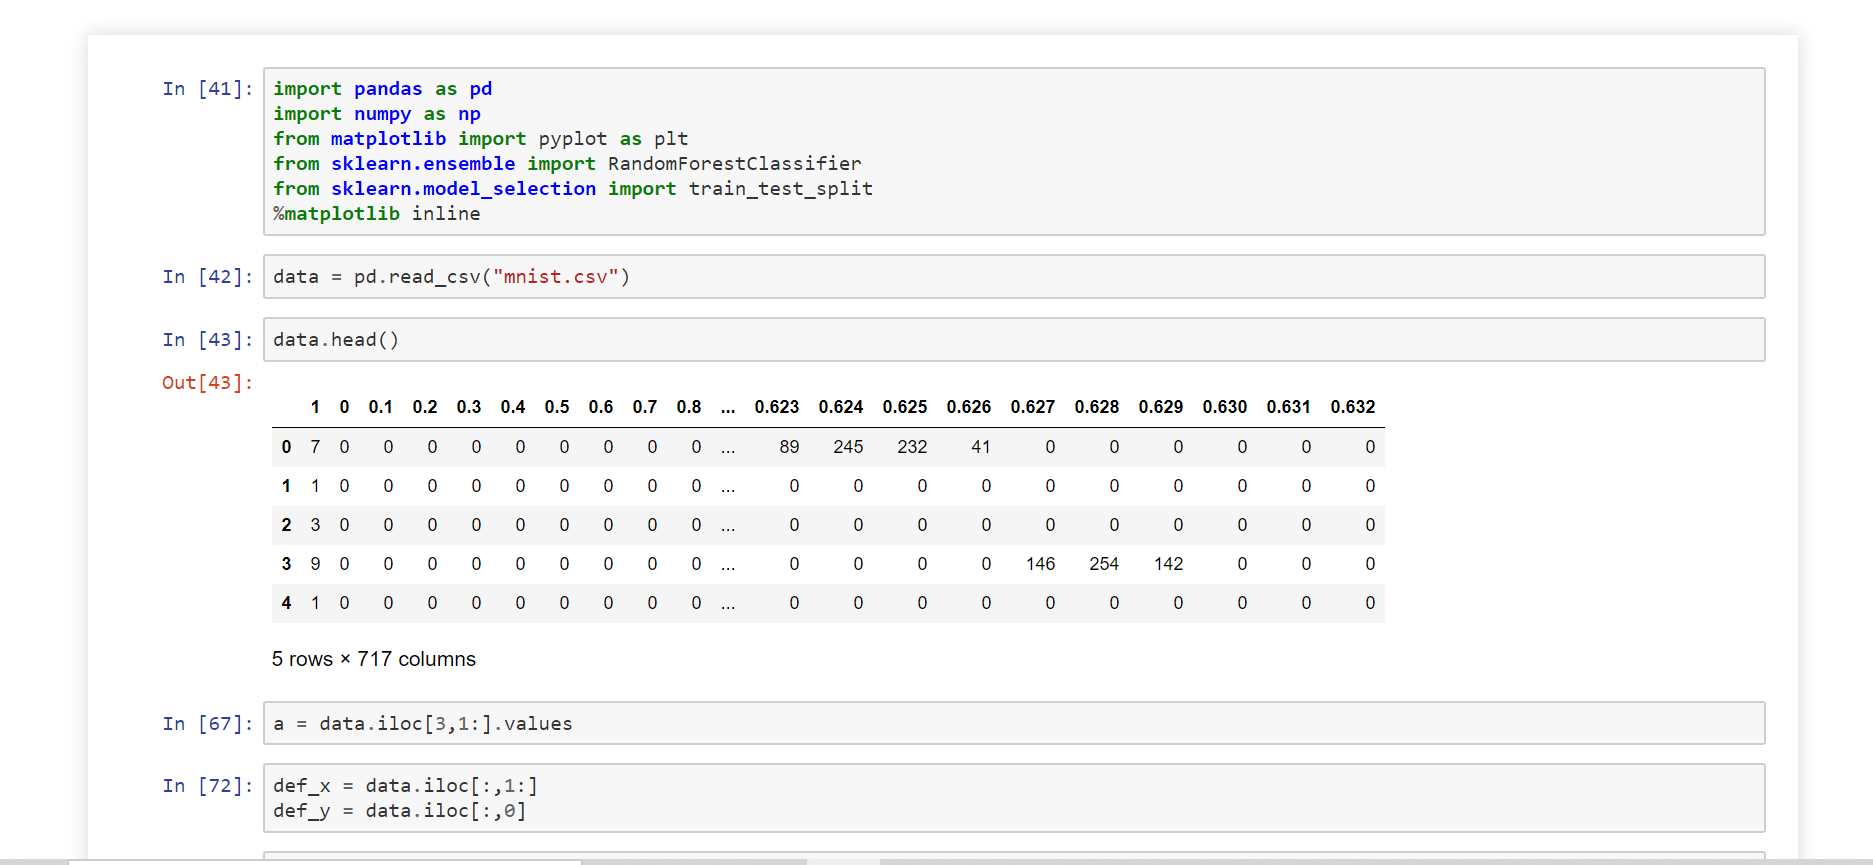 In [41]: import pandas as pd
import numpy as np
from matplotlib import pyplot as plt
from sklearn.ensemble import RandomForestClassifier
from sklearn.model_selection import train_test_split
%matplotlib inline
In [42]: data = pd.read_csv("mnist.csv")
In [43]: data.head()
Out[43]:
1 0 0.1 0.2 0.3 0.4 0.5 0.6 0.7 0.8 ... 0.623 0.624 0.625 0.626 0.627 0.628 0.629 0.630 0.631 0.632
0 7 0 0 0 0 0 0 0 0 0 ... 89 245 232 41 0 0 0 0 0 0
1 1 0 0 0 0 0 0 0 0 0 ... 0 0 0 0 0 0 0 0 0 0
2 3 0 0 0 0 0 0 0 0 0 ... 0 0 0 0 0 0 0 0 0 0
3 9 0 0 0 0 0 0 0 0 0 ... 0 0 0 0 146 254 142 0 0 0
4 1 0 0 0 0 0 0 0 0 0 ... 0 0 0 0 0 0 0 0 0 0
5 rows × 717 columns
In [67]: a = data.iloc[3,1:].values
In [72]: def_x = data.iloc[:,1:]
def_y = data.iloc[:,0]